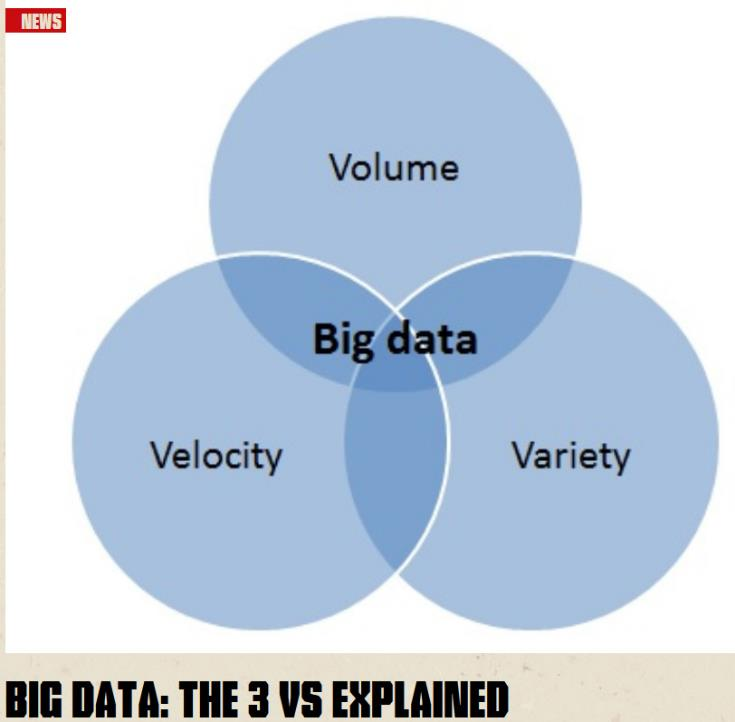 NEWS
Volume
Big data
Velocity
Variety
BIG DATA: THE 3 VS EXPLAINED